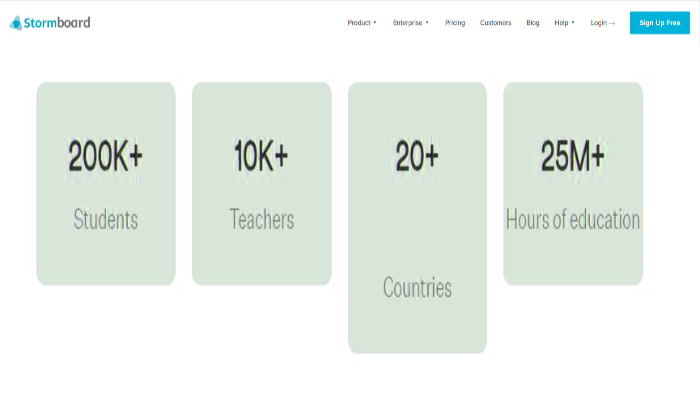 Stormboard
Product Enterprise Pricing Customers Blog Help Login → Sign Up Free
200K+
Students
10K+
Teachers
20+
Countries
25M+
Hours of education